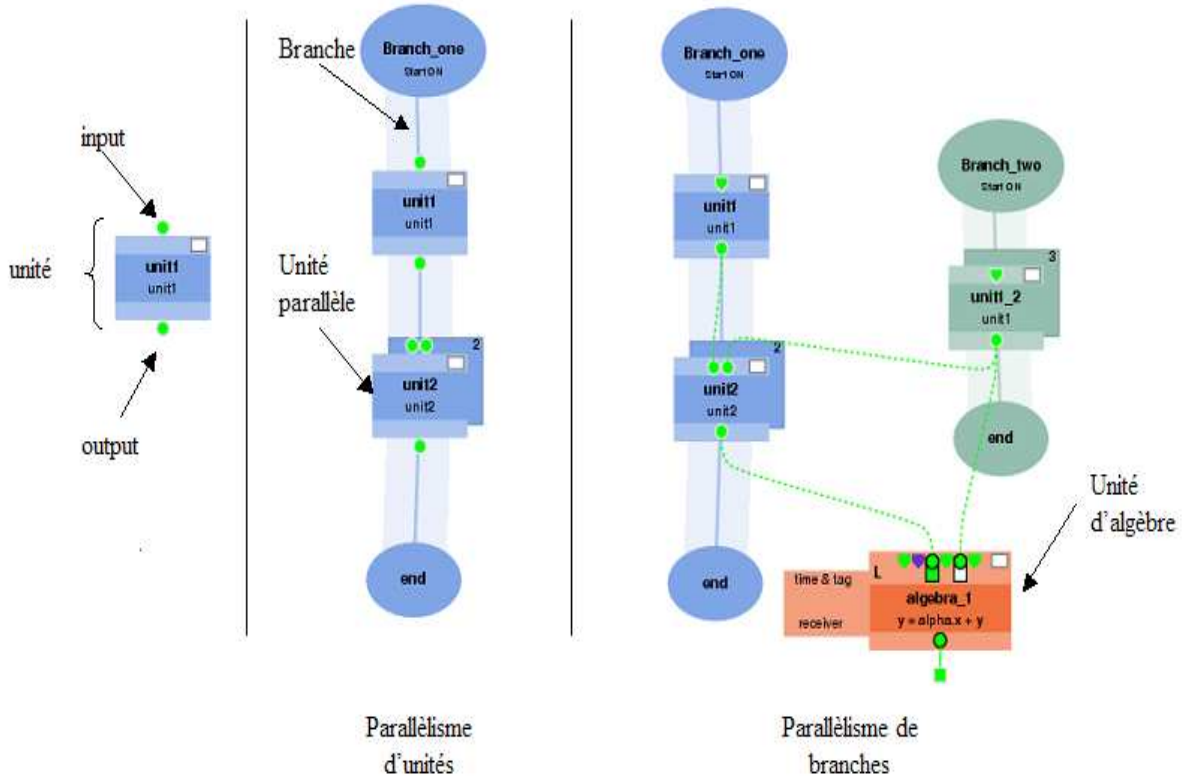 input
unité
unit1
unit1
output
Branche
Branch_one
Start ON
unit1
unit1
Unité
parallèle
2
unit2
unit2
end
Parallèlisme
d'unités
Branch_one
Start ON
unit1
unit1
2
unit2
unit2
end
Branch_two
Start ON
3
unit1_2
unit1
end
Unité
d'algèbre
time & tag
receiver
L
algebra_1
y = alpha.x + y
Parallèlisme de
branches